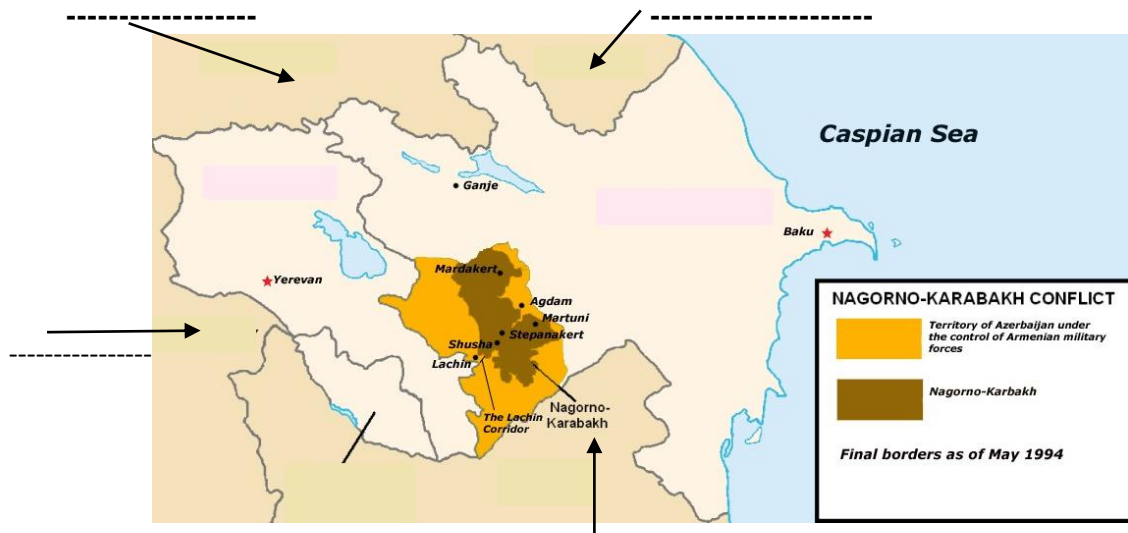 Caspian Sea
Ganje
Baku
Mardakert
Yerevan
Agdam
Martuni
Stepanakert
Shusha
Lachin
The Lachin
Corridor
Nagorno-
Karabakh
NAGORNO-KARABAKH CONFLICT
Territory of Azerbaijan under
the control of Armenian military
forces
Nagorno-Karbakh
Final borders as of May 1994